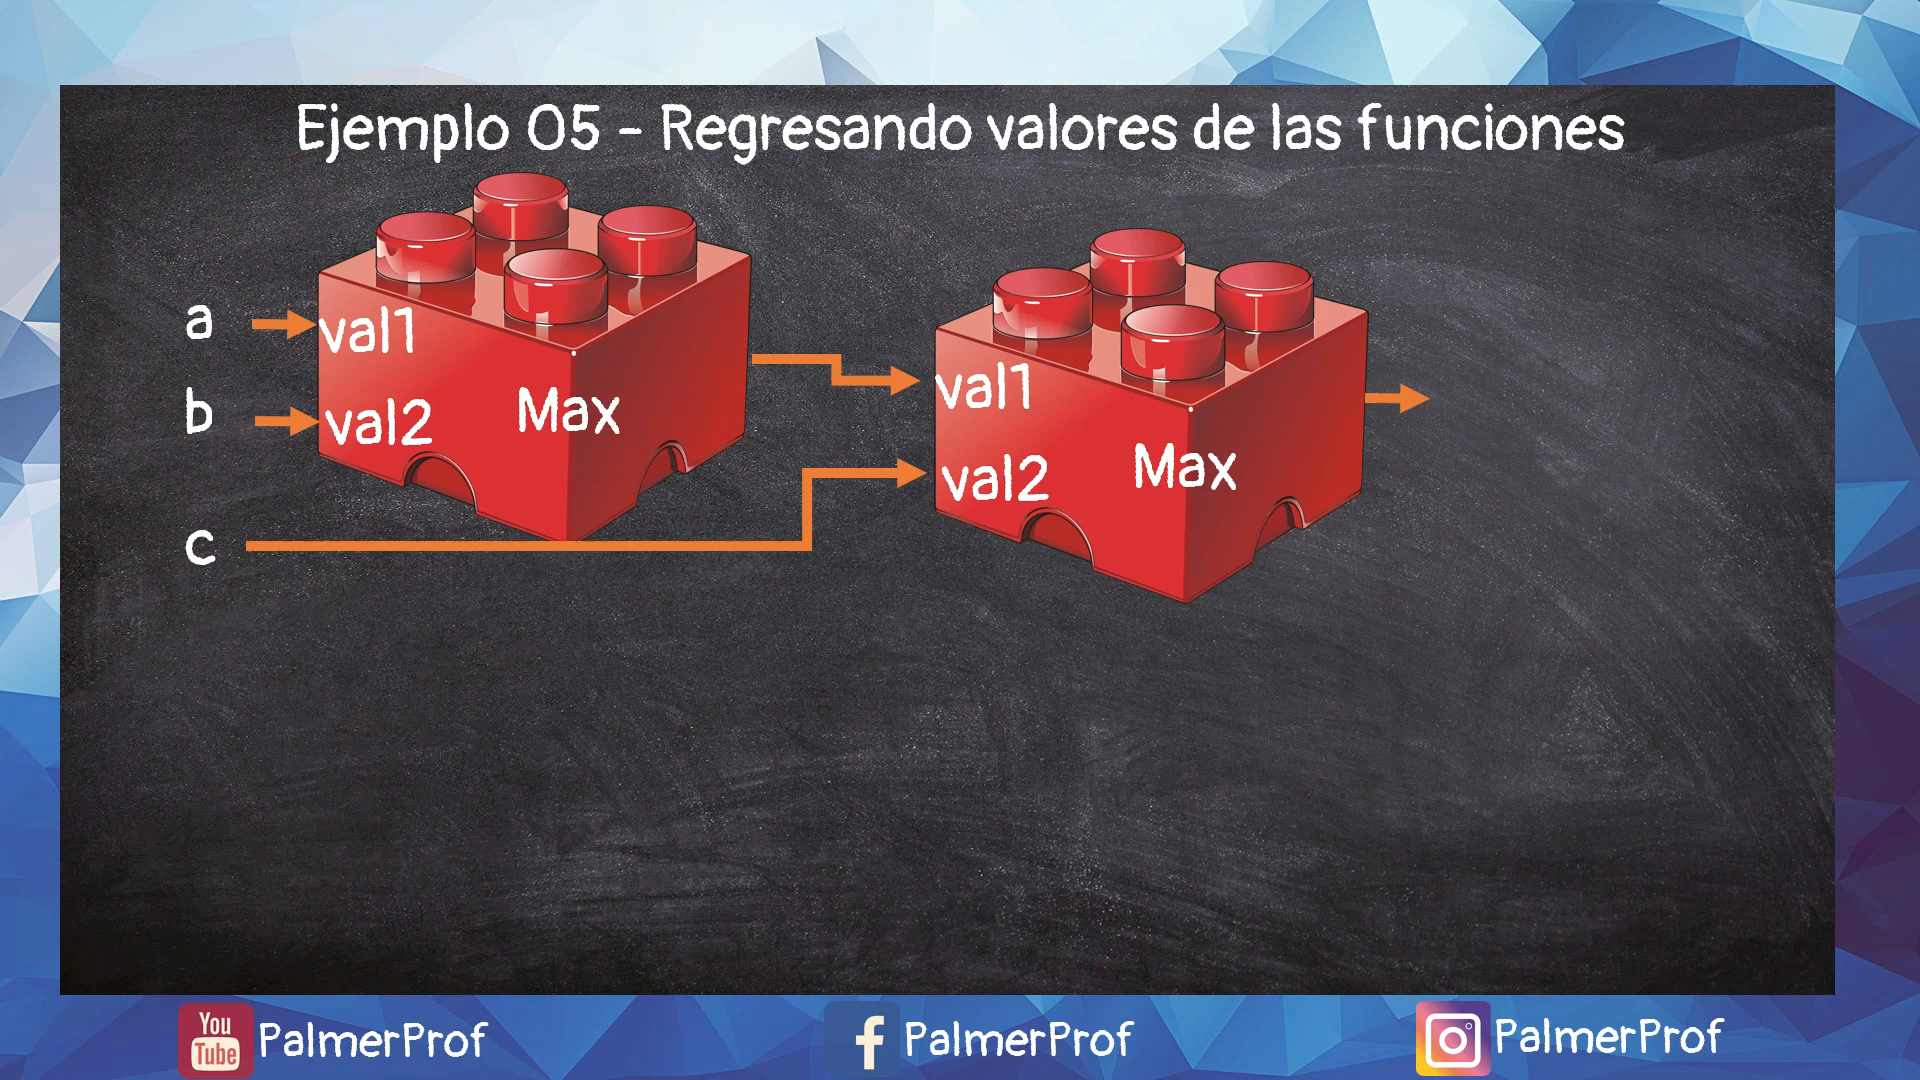 Ejemplo 05 - Regresando valores de las funciones
a
val1
b
val2
Max
c
val1
val2
Max
You
Tube
PalmerProf
f
PalmerProf
PalmerProf